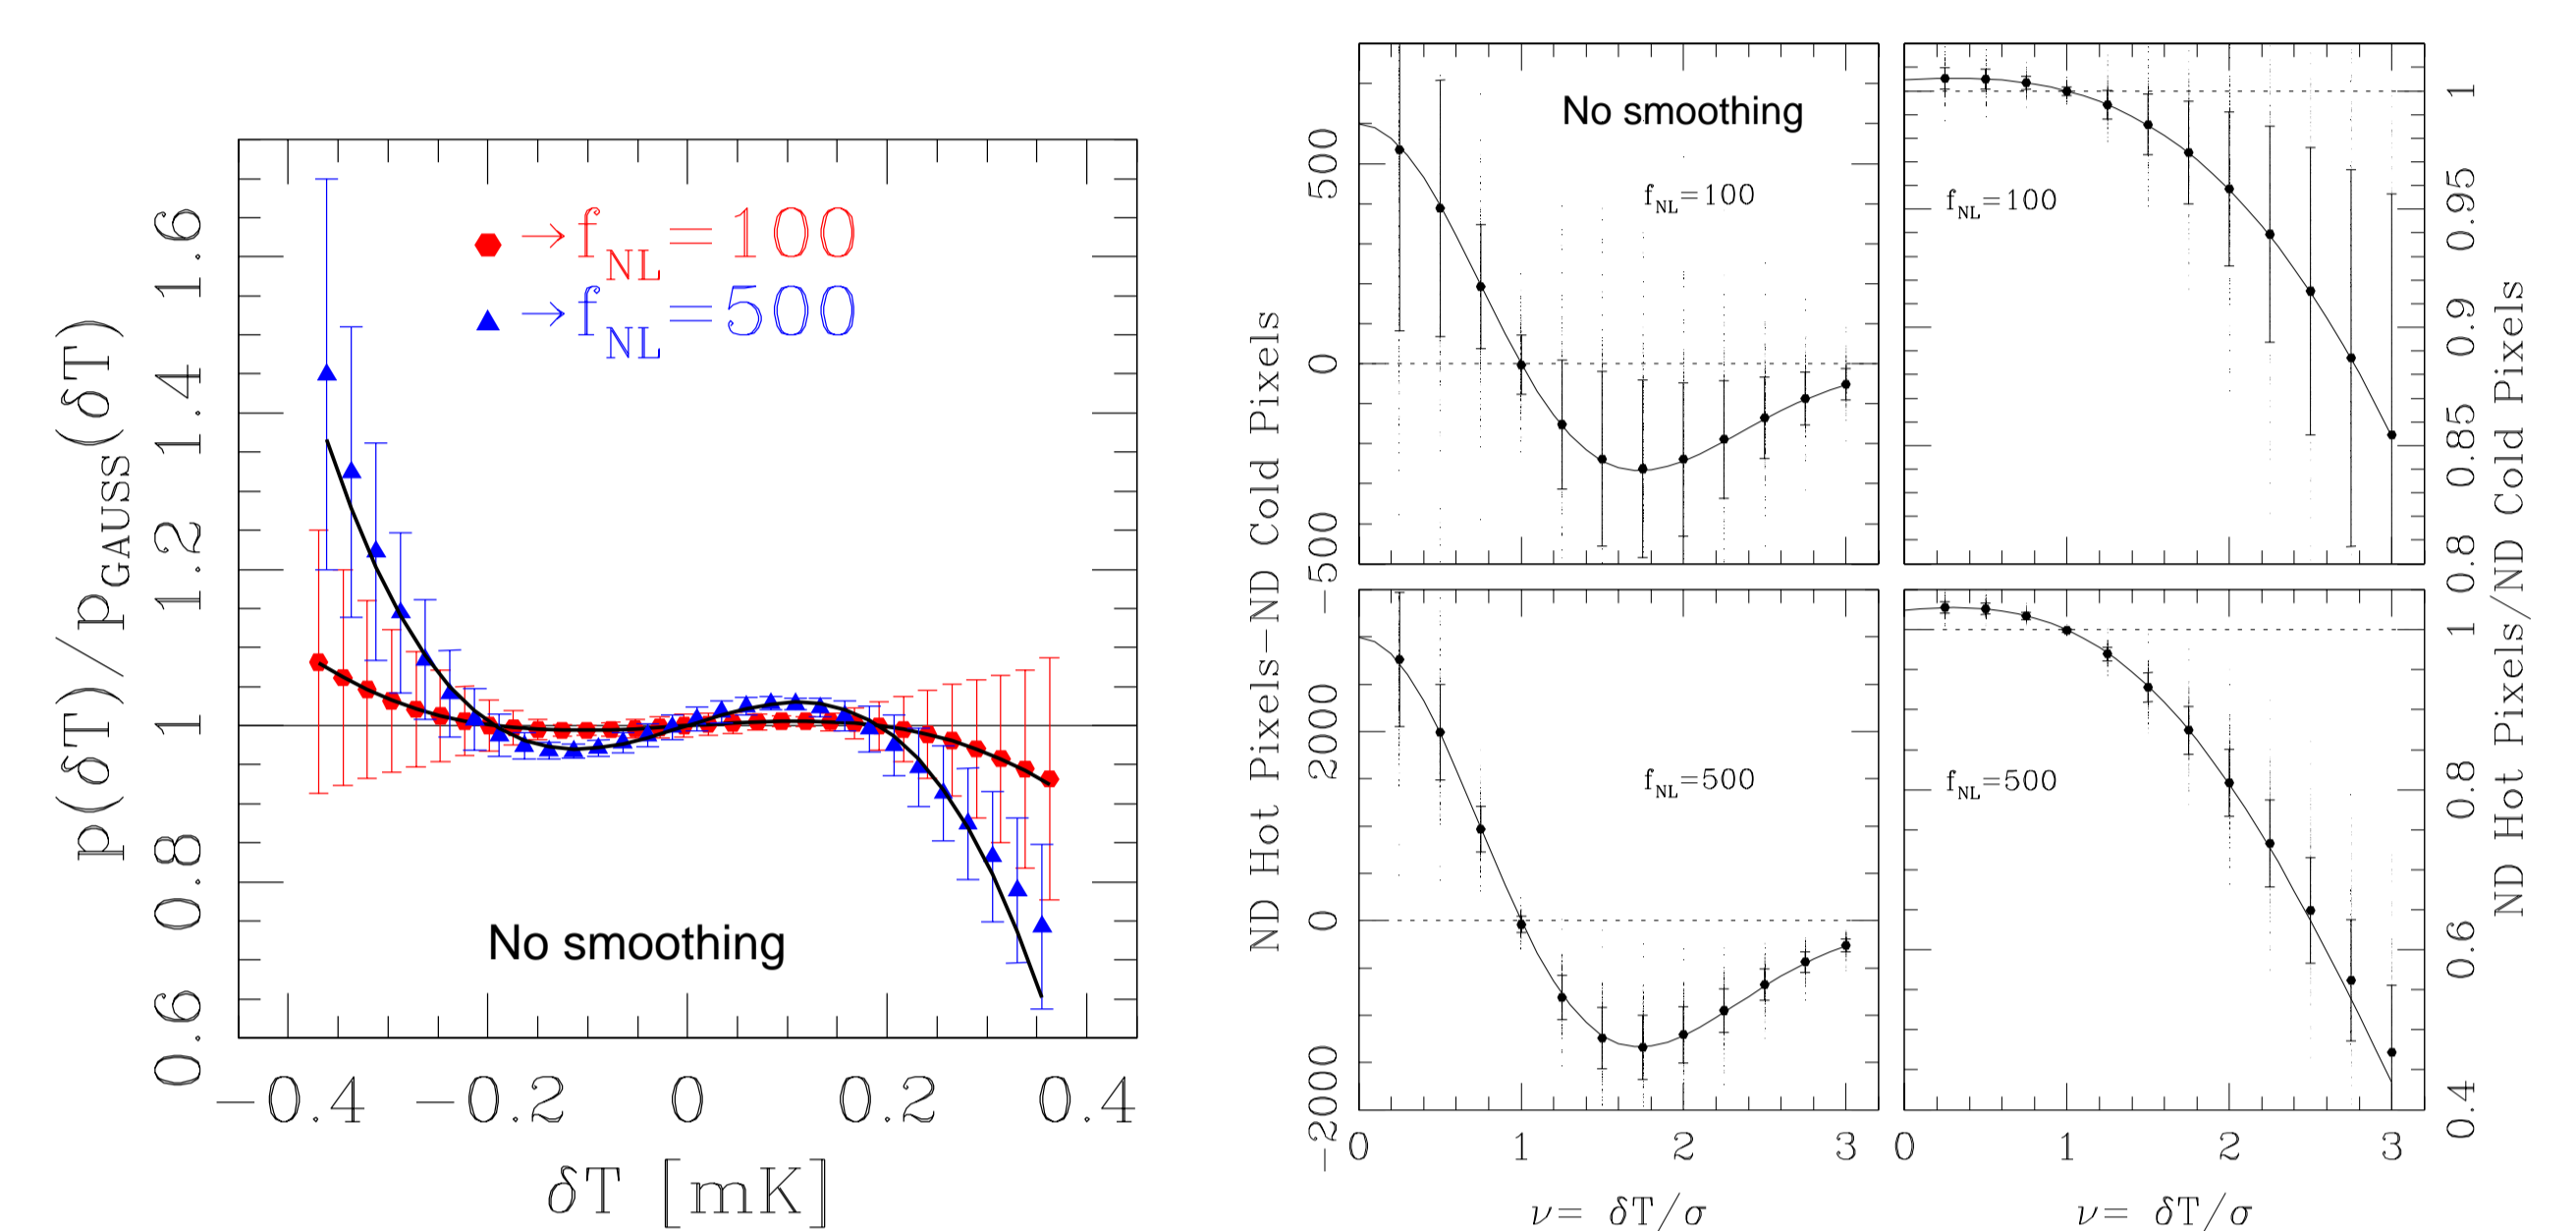 p(δT)/p_GAUSS(δT)
1.6
1.4
1.2
1
0.8
0.6
→f_NL=100
→f_NL=500
No smoothing
−0.4 −0.2 0 0.2 0.4
δT [mK]
ND Hot Pixels−ND Cold Pixels
500
0
−500
No smoothing
f_NL=100
2000
0
−2000
f_NL=500
0 1 2 3
ν= δT/σ
f_NL=100
1
0.95
0.9
0.85
0.8
f_NL=500
1
0.8
0.6
0.4
0 1 2 3
ν= δT/σ
ND Hot Pixels/ND Cold Pixels